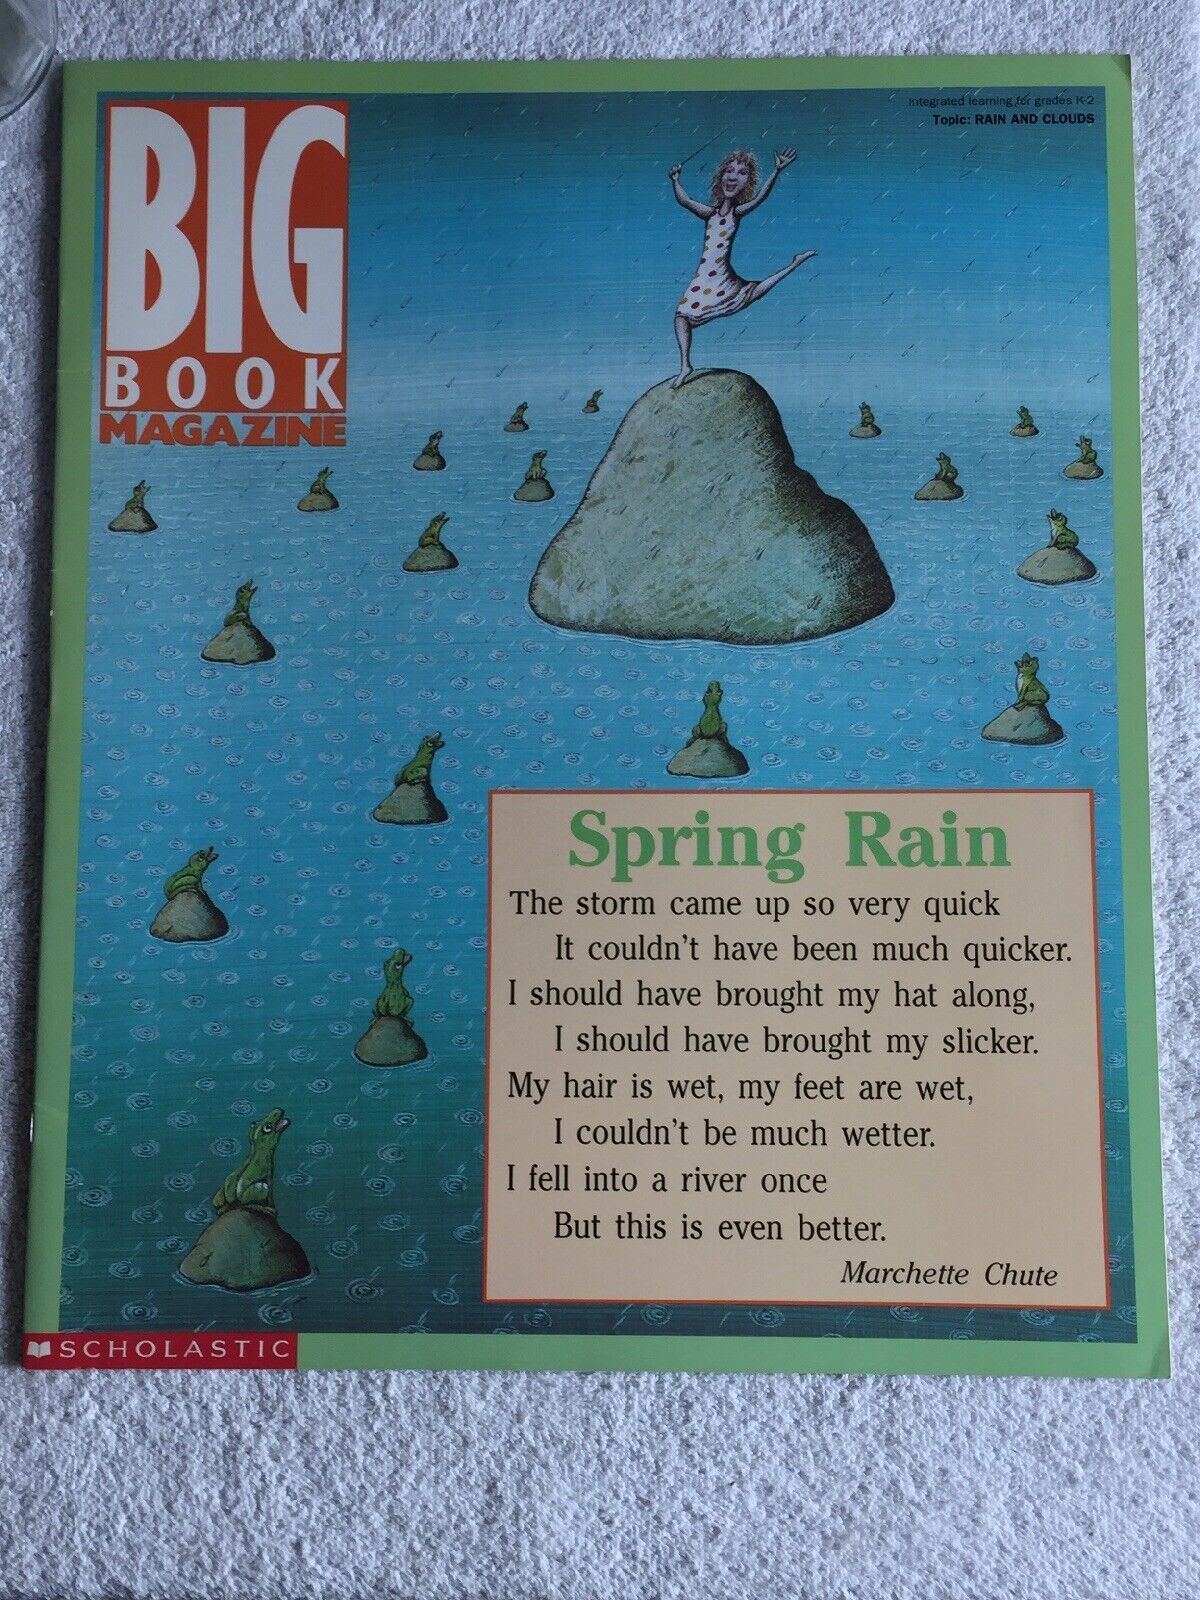 BIG
BOOK
MAGAZINE
Integrated learning for grades K-2
Topic: RAIN AND CLOUDS
Spring Rain
The storm came up so very quick
It couldn't have been much quicker.
I should have brought my hat along,
I should have brought my slicker.
My hair is wet, my feet are wet,
I couldn't be much wetter.
I fell into a river once
But this is even better.
Marchette Chute
SCHOLASTIC